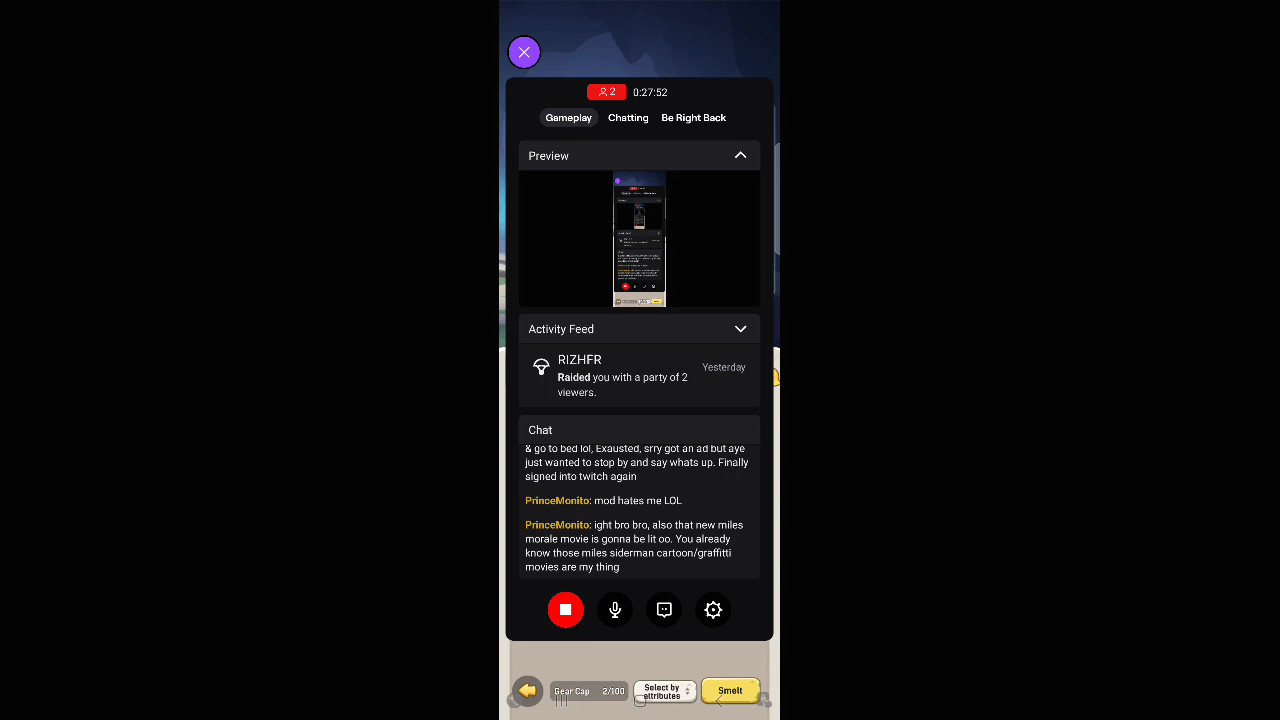 2 0:27:52
Gameplay Chatting Be Right Back
Preview
Activity Feed
RIZHFR
Raided you with a party of 2 Yesterday
viewers.
Chat
& go to bed lol, Exausted, srry got an ad but aye
just wanted to stop by and say whats up. Finally
signed into twitch again
PrinceMonito: mod hates me LOL
PrinceMonito: ight bro bro, also that new miles
morale movie is gonna be lit oo. You already
know those miles siderman cartoon/graffitti
movies are my thing
Gear Cap 2/100
Select by
attributes
Smelt